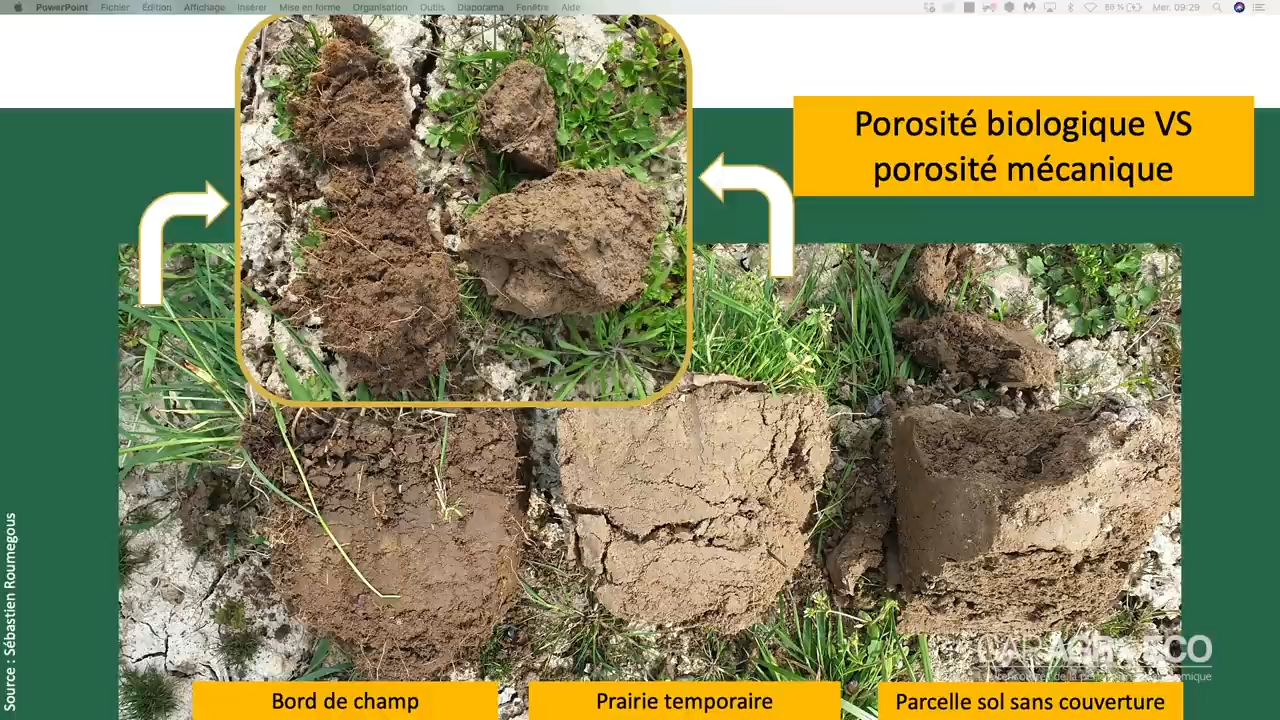 PowerPoint Fichier Édition Affichage Insérer Mise en forme Organisation Outils Diaporama Fenêtre Aide
Mer. 09:29
Porosité biologique VS
porosité mécanique
Source : Sébastien Roumegous
Bord de champ
Prairie temporaire
Parcelle sol sans couverture